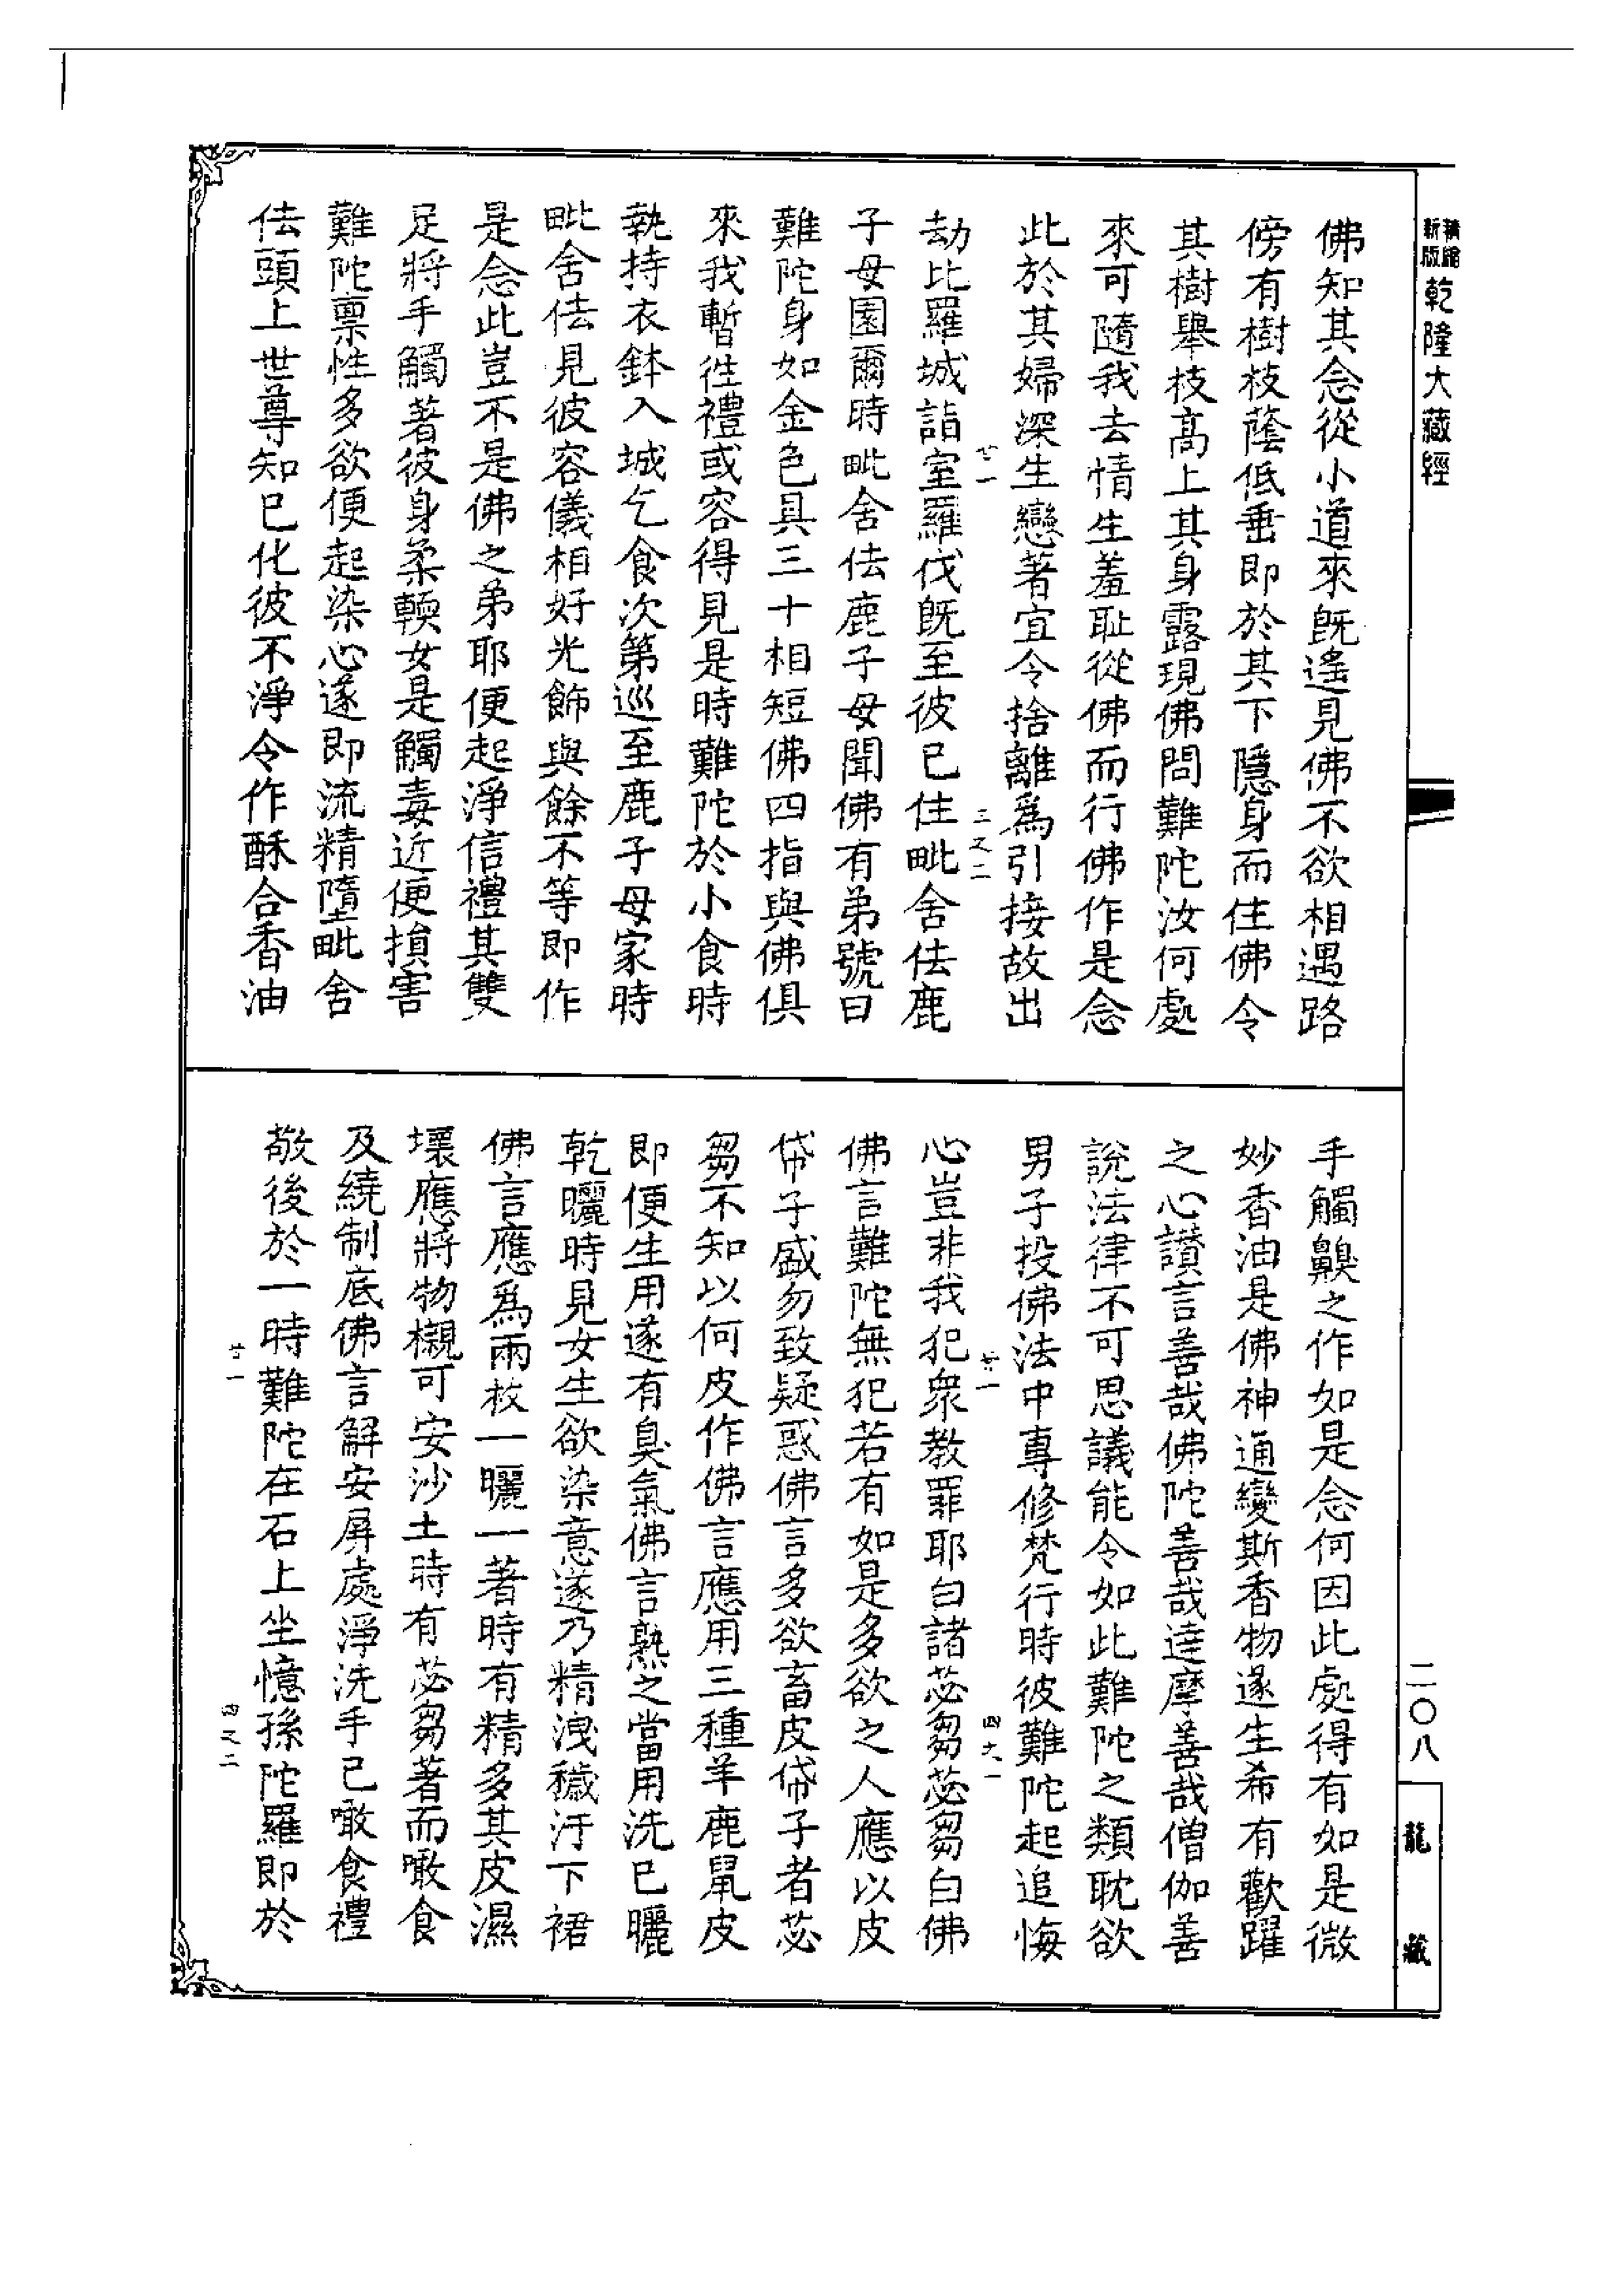 精縮新版 乾隆大藏經
佛知其念從小道來旣遙見佛不欲相遇路
傍有樹枝蔭低垂即於其下隱身而住佛令
其樹舉枝高上其身露現佛問難陀汝何處
來可隨我去情生羞耻從佛而行佛作是念
此於其婦深生戀著宜令捨離爲引接故出
劫比羅城詣室羅伐旣至彼已住毗舍佉鹿
子母園爾時毗舍佉鹿子母聞佛有弟號曰
難陀身如金色具三十相短佛四指與佛俱
來我暫徃禮或容得見是時難陀於小食時
執持衣鉢入城乞食次第巡至鹿子母家時
毗舍佉見彼容儀相好光飾與餘不等即作
是念此豈不是佛之弟耶便起淨信禮其雙
足將手觸著彼身柔輭女是觸毒近便損害
難陀禀性多欲便起染心遂即流精墮毗舍
佉頭上世尊知已化彼不淨令作酥合香油
手觸齅之作如是念何因此處得有如是微
妙香油是佛神通變斯香物遂生希有歡躍
之心讃言善哉佛陀善哉達摩善哉僧伽善
說法律不可思議能令如此難陀之類耽欲
男子投佛法中專修梵行時彼難陀起追悔
心豈非我犯衆教罪耶白諸苾芻苾芻白佛
佛言難陀無犯若有如是多欲之人應以皮
帒子盛勿致疑惑佛言多欲畜皮帒子者苾
芻不知以何皮作佛言應用三種羊鹿鼠皮
即便生用遂有臭氣佛言熟之當用洗已曬
乾曬時見女生欲染意遂乃精洩穢汙下裙
佛言應爲兩枚一曬一著時有精多其皮濕
壞應將物櫬可安沙土時有苾芻著而噉食
及繞制底佛言解安屏處淨洗手已噉食禮
敬後於一時難陀在石上坐憶孫陀羅即於
二〇八
龍藏